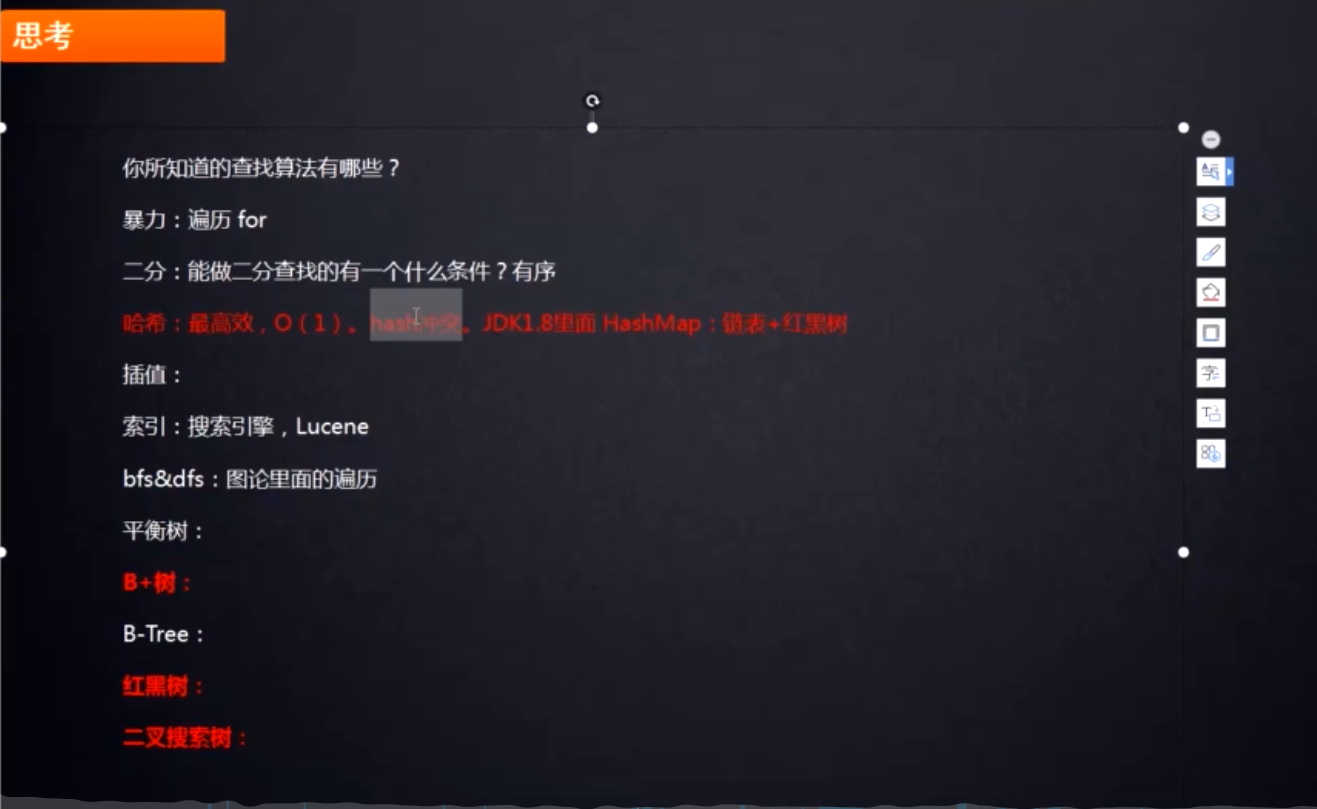 思考
你所知道的查找算法有哪些？
暴力：遍历 for
二分：能做二分查找的有一个什么条件？有序
哈希：最高效，O（1）。hash冲突。JDK1.8里面 HashMap：链表+红黑树
插值：
索引：搜索引擎，Lucene
bfs&dfs：图论里面的遍历
平衡树：
B+树：
B-Tree：
红黑树：
二叉搜索树：